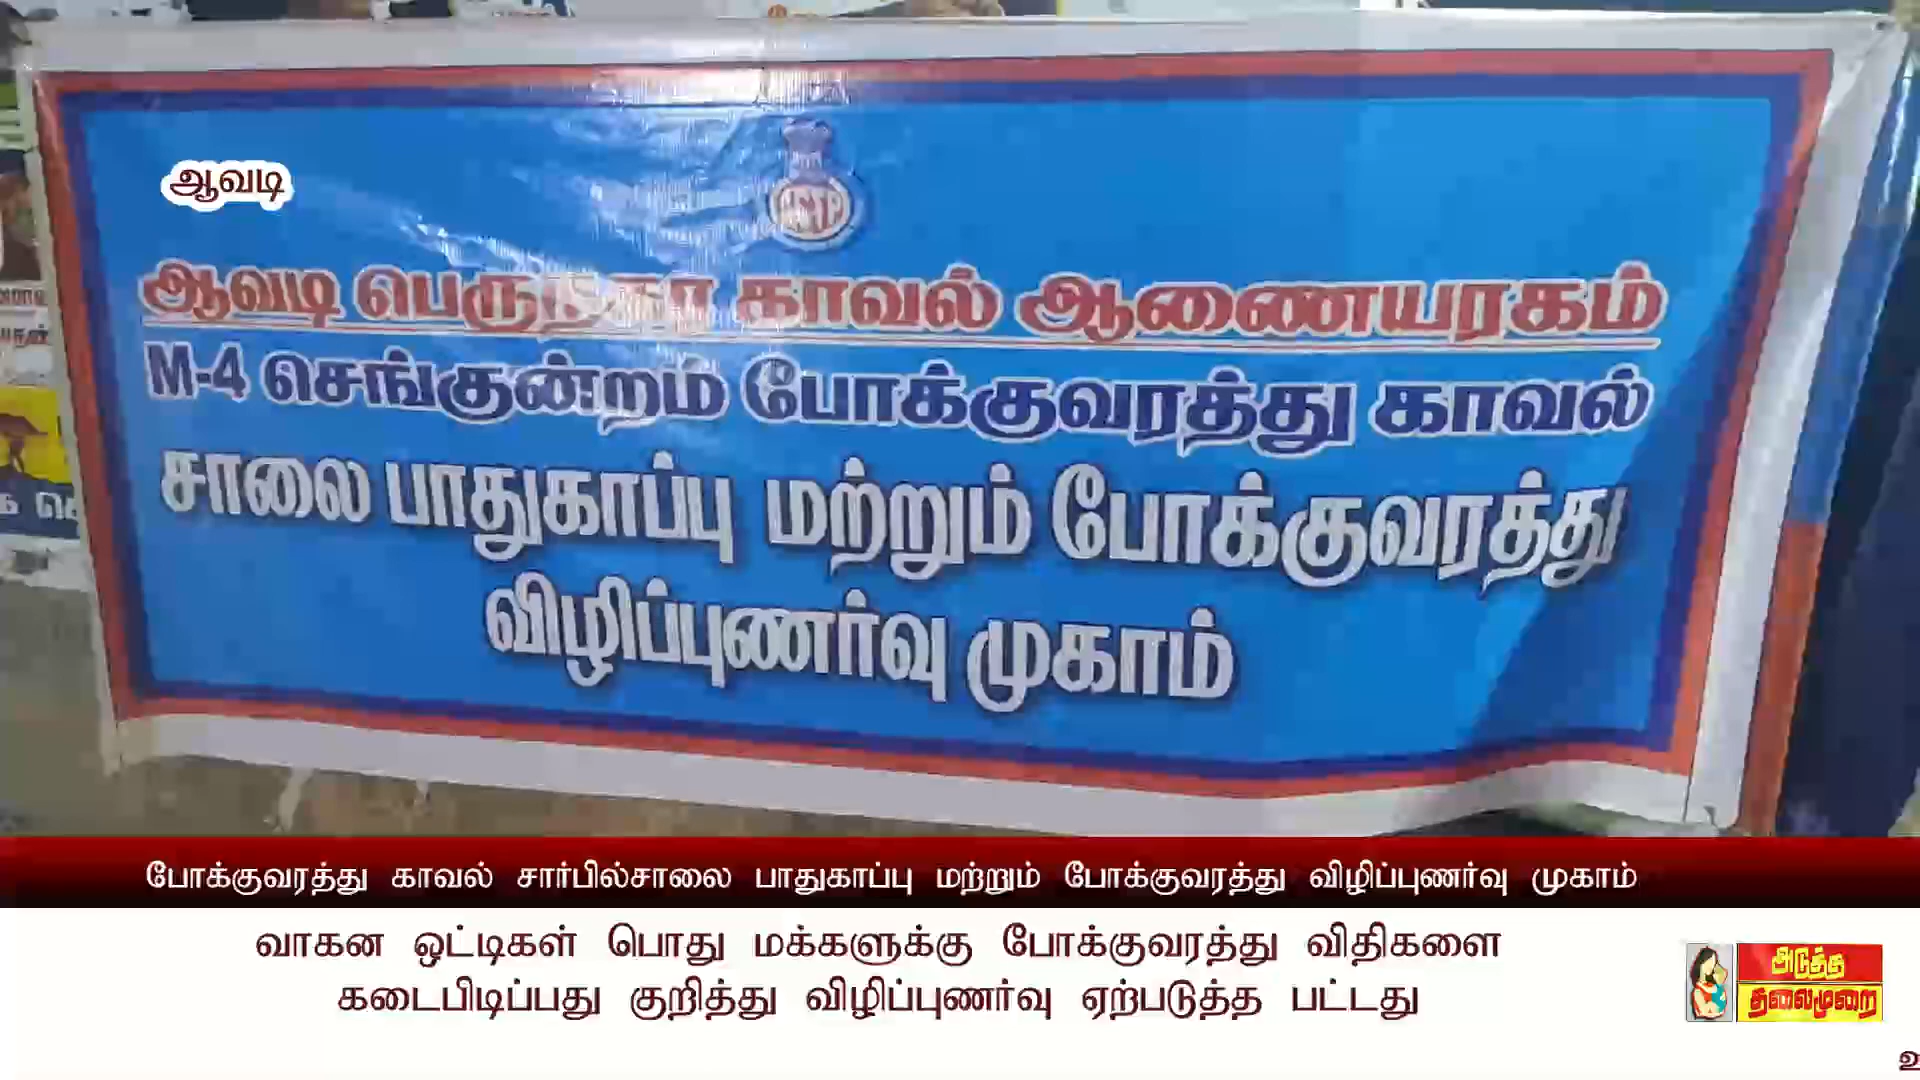 ஆவடி
ஆவடி பெருநகர காவல் ஆணையரகம்
M-4 செங்குன்றம் போக்குவரத்து காவல்
சாலை பாதுகாப்பு மற்றும் போக்குவரத்து
விழிப்புணர்வு முகாம்
போக்குவரத்து காவல் சார்பில்சாலை பாதுகாப்பு மற்றும் போக்குவரத்து விழிப்புணர்வு முகாம்
வாகன ஒட்டிகள் பொது மக்களுக்கு போக்குவரத்து விதிகளை
கடைபிடிப்பது குறித்து விழிப்புணர்வு ஏற்படுத்த பட்டது
அடுத்த
தலைமுறை